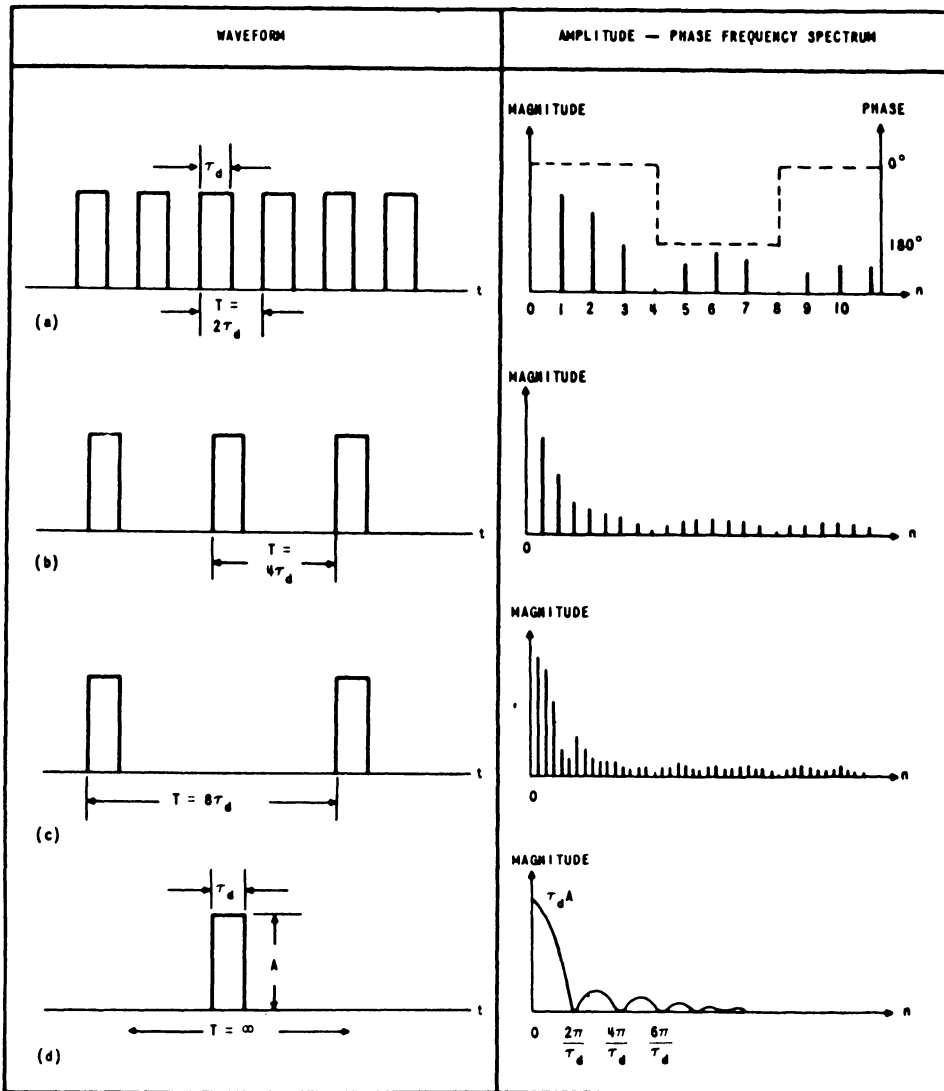 WAVEFORM
AMPLITUDE — PHASE FREQUENCY SPECTRUM
τd
T =
2τd
t
(a)
MAGNITUDE
PHASE
0°
180°
n
0 1 2 3 4 5 6 7 8 9 10
T =
4τd
t
(b)
MAGNITUDE
0
n
T = 8τd
t
(c)
MAGNITUDE
0
n
τd
A
t
T = ∞
(d)
MAGNITUDE
τdA
n
0 2π/τd 4π/τd 6π/τd